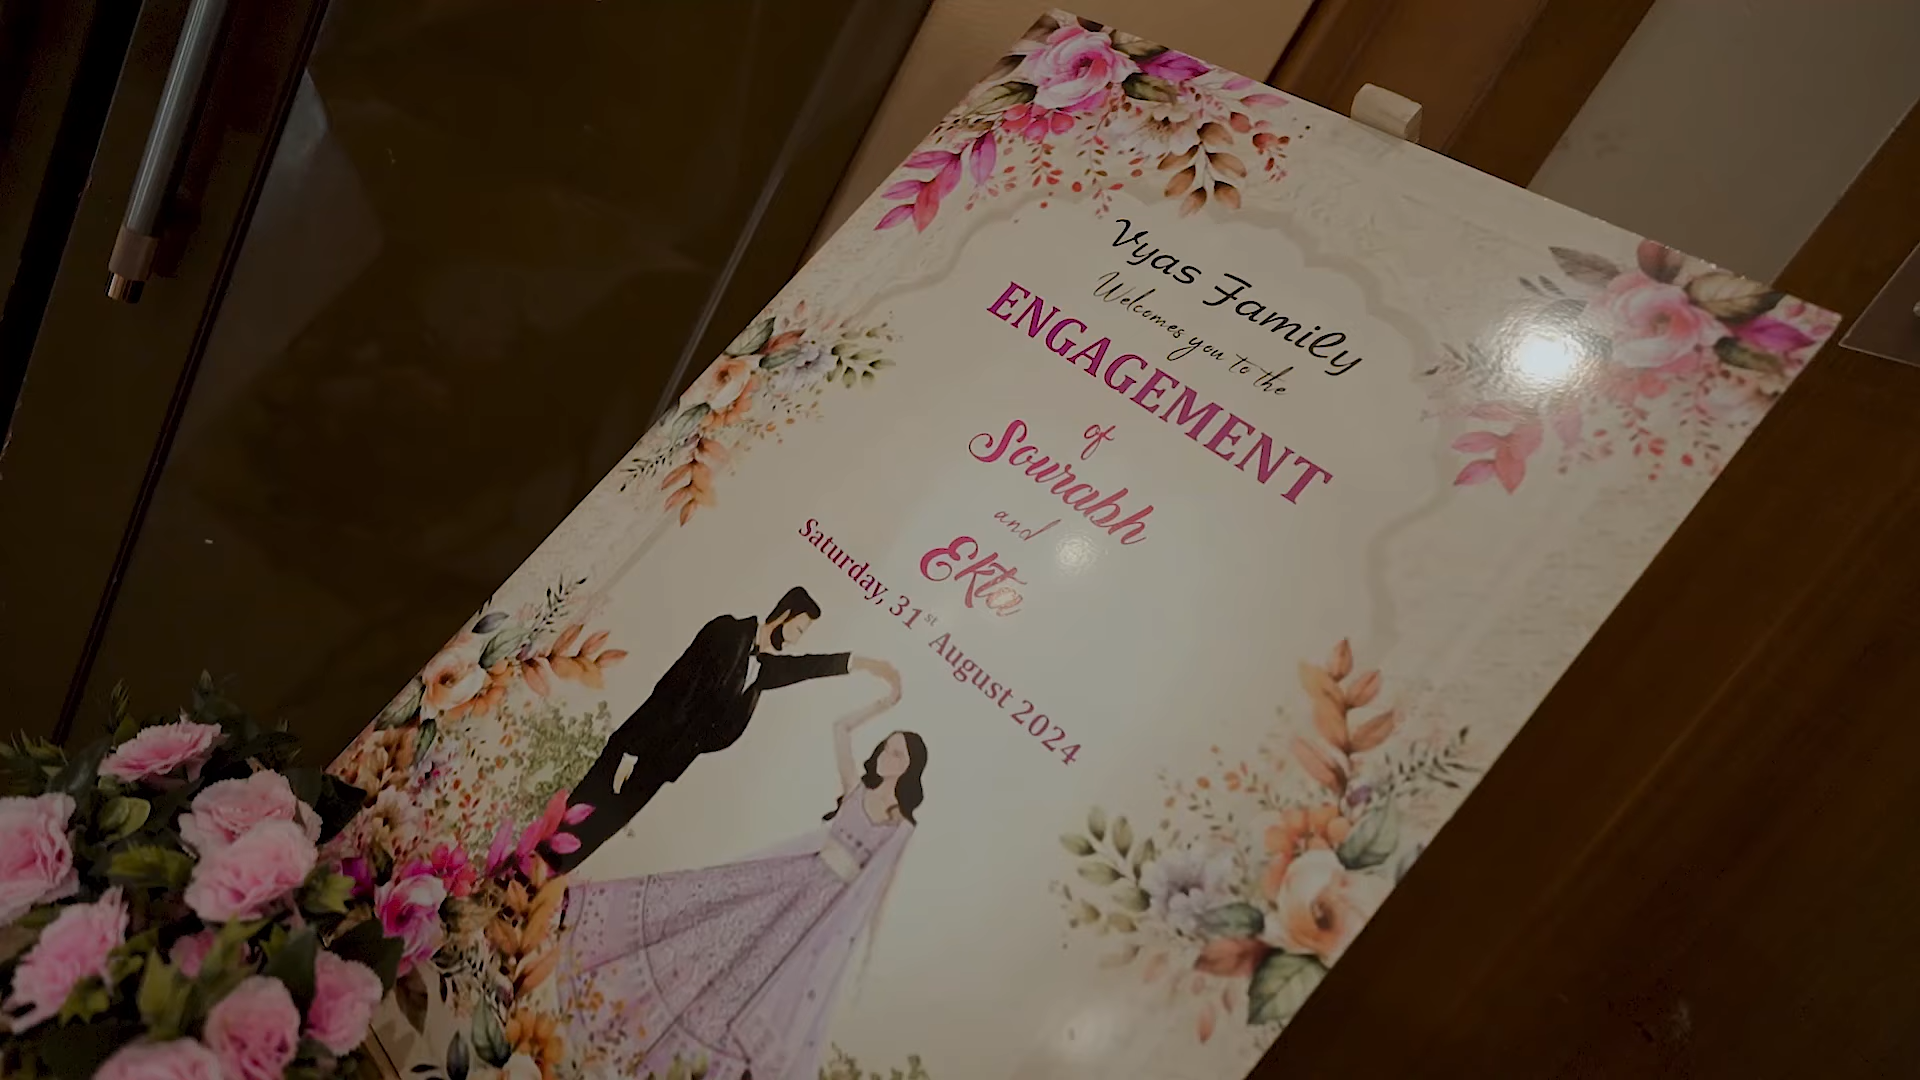 Vyas Family
Welcomes you to the
ENGAGEMENT
of
Sourabh
and
Ekta
Saturday, 31st August 2024